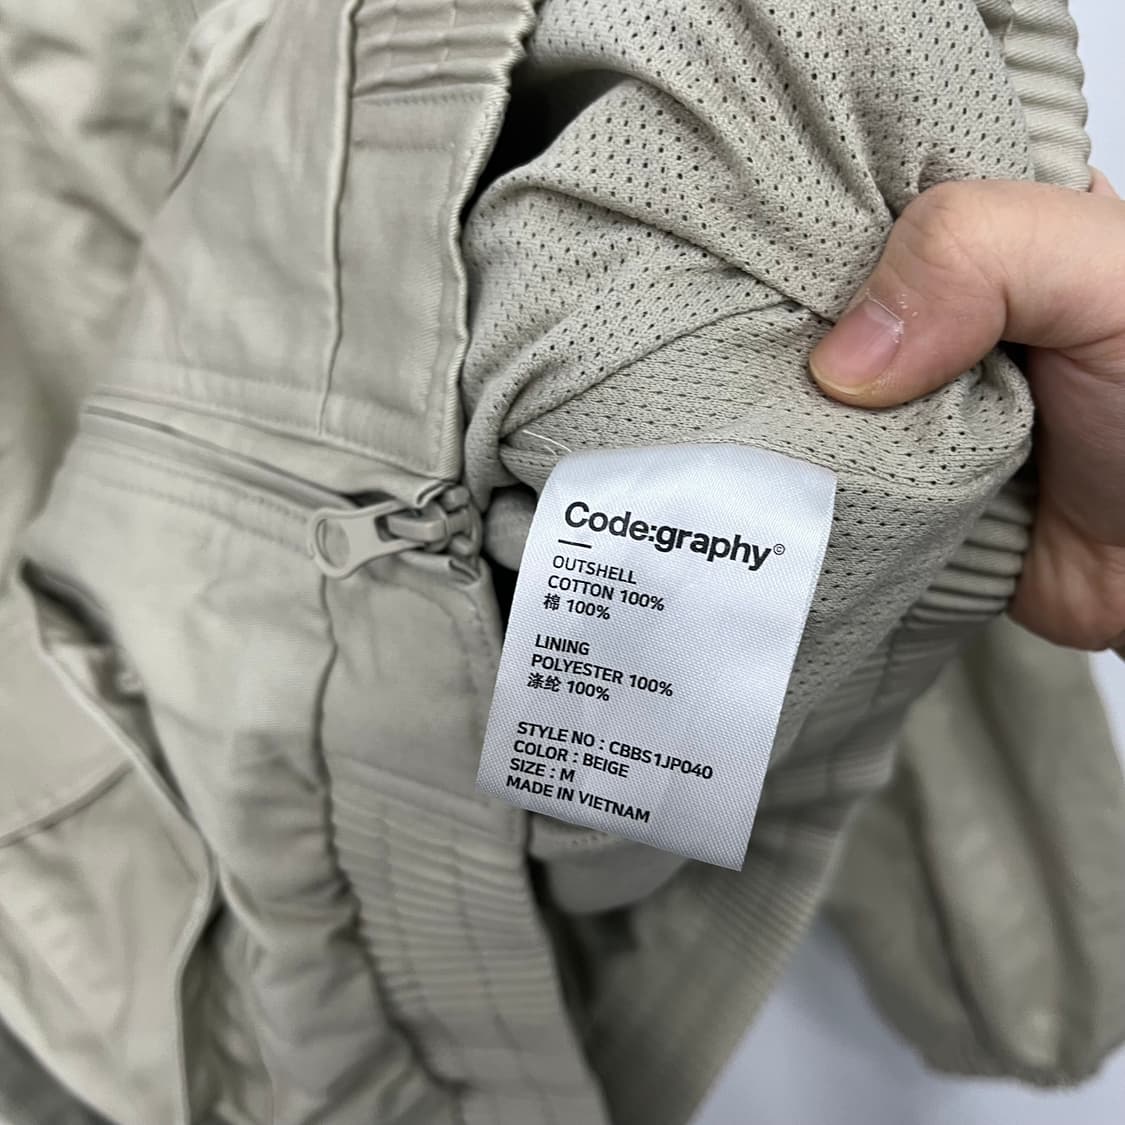 Code:graphy©
OUTSHELL
COTTON 100%
棉 100%
LINING
POLYESTER 100%
涤纶 100%
STYLE NO : CBBS1JP040
COLOR : BEIGE
SIZE : M
MADE IN VIETNAM